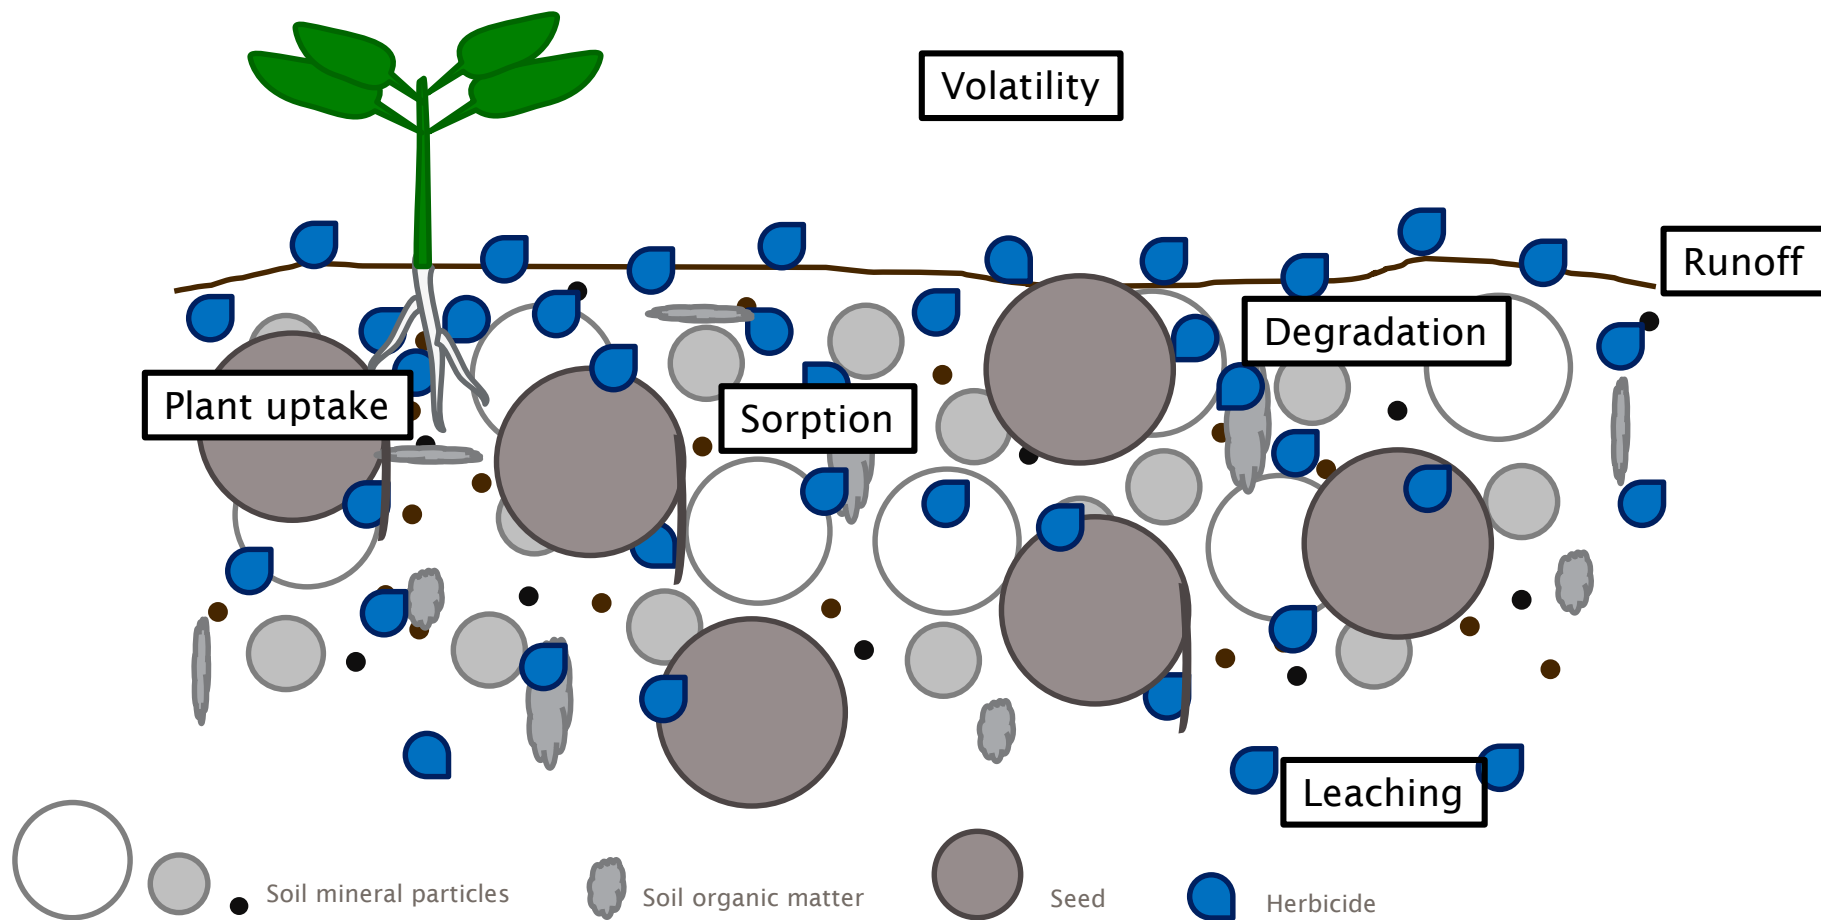 Volatility
Runoff
Degradation
Plant uptake
Sorption
Leaching
Soil mineral particles
Soil organic matter
Seed
Herbicide